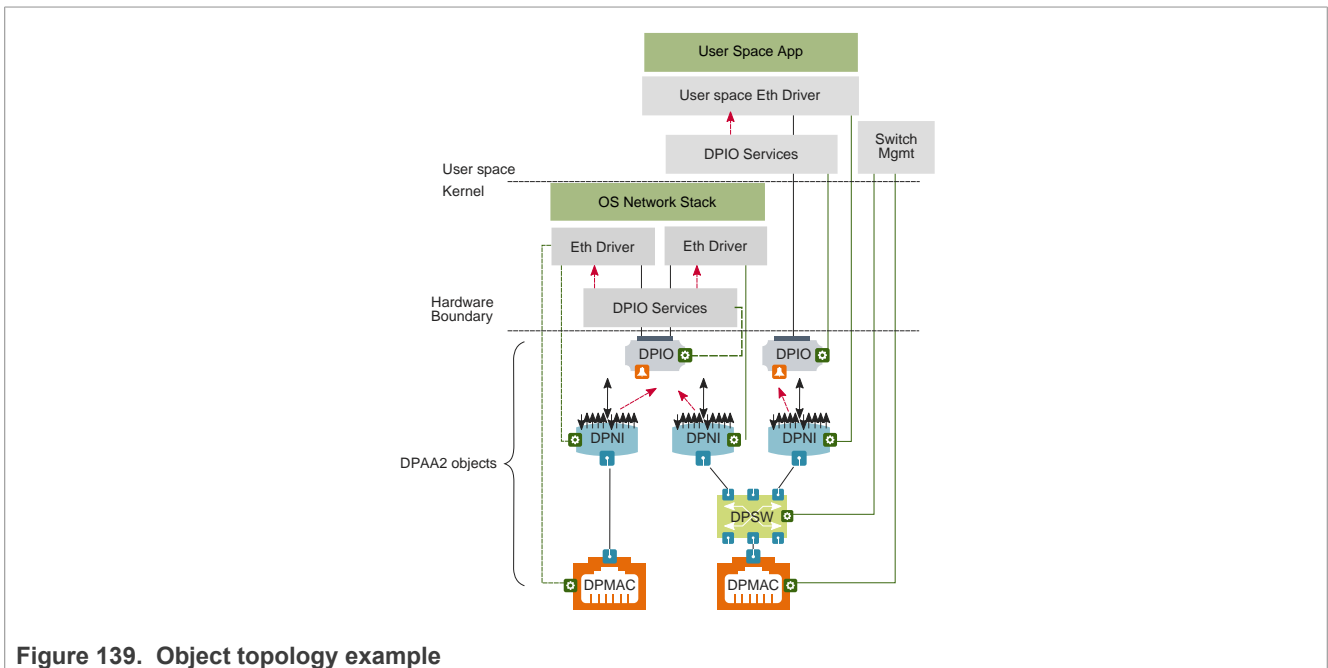 User Space App
User space Eth Driver
DPIO Services
Switch
Mgmt
User space
Kernel
OS Network Stack
Eth Driver
Eth Driver
DPIO Services
Hardware
Boundary
DPIO
DPIO
DPNI
DPNI
DPNI
DPAA2 objects
DPSW
DPMAC
DPMAC
Figure 139. Object topology example